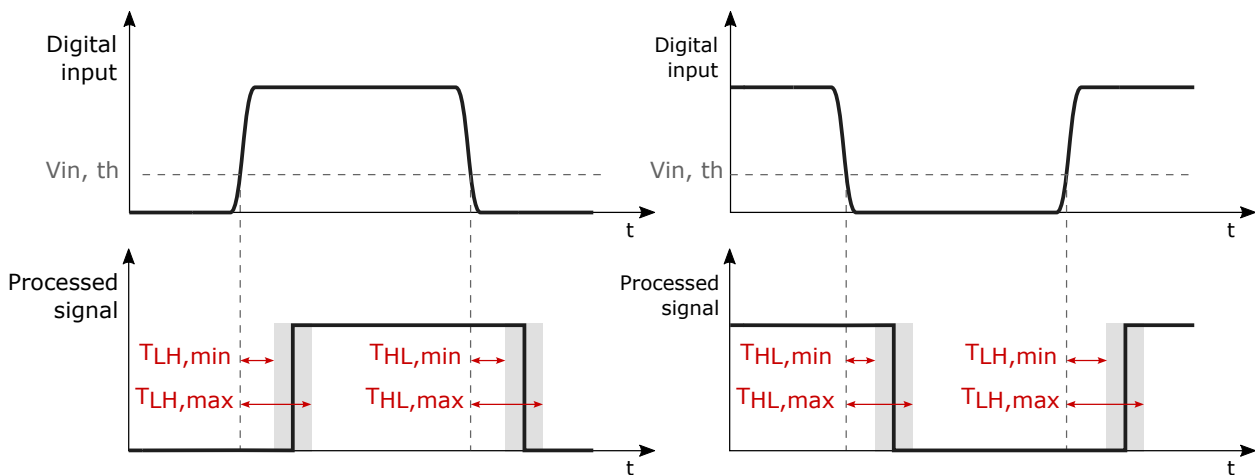 Digital
input
Vin, th
t
Processed
signal
TLH,min
THL,min
TLH,max
THL,max
t
Digital
input
Vin, th
t
Processed
signal
THL,min
TLH,min
THL,max
TLH,max
t